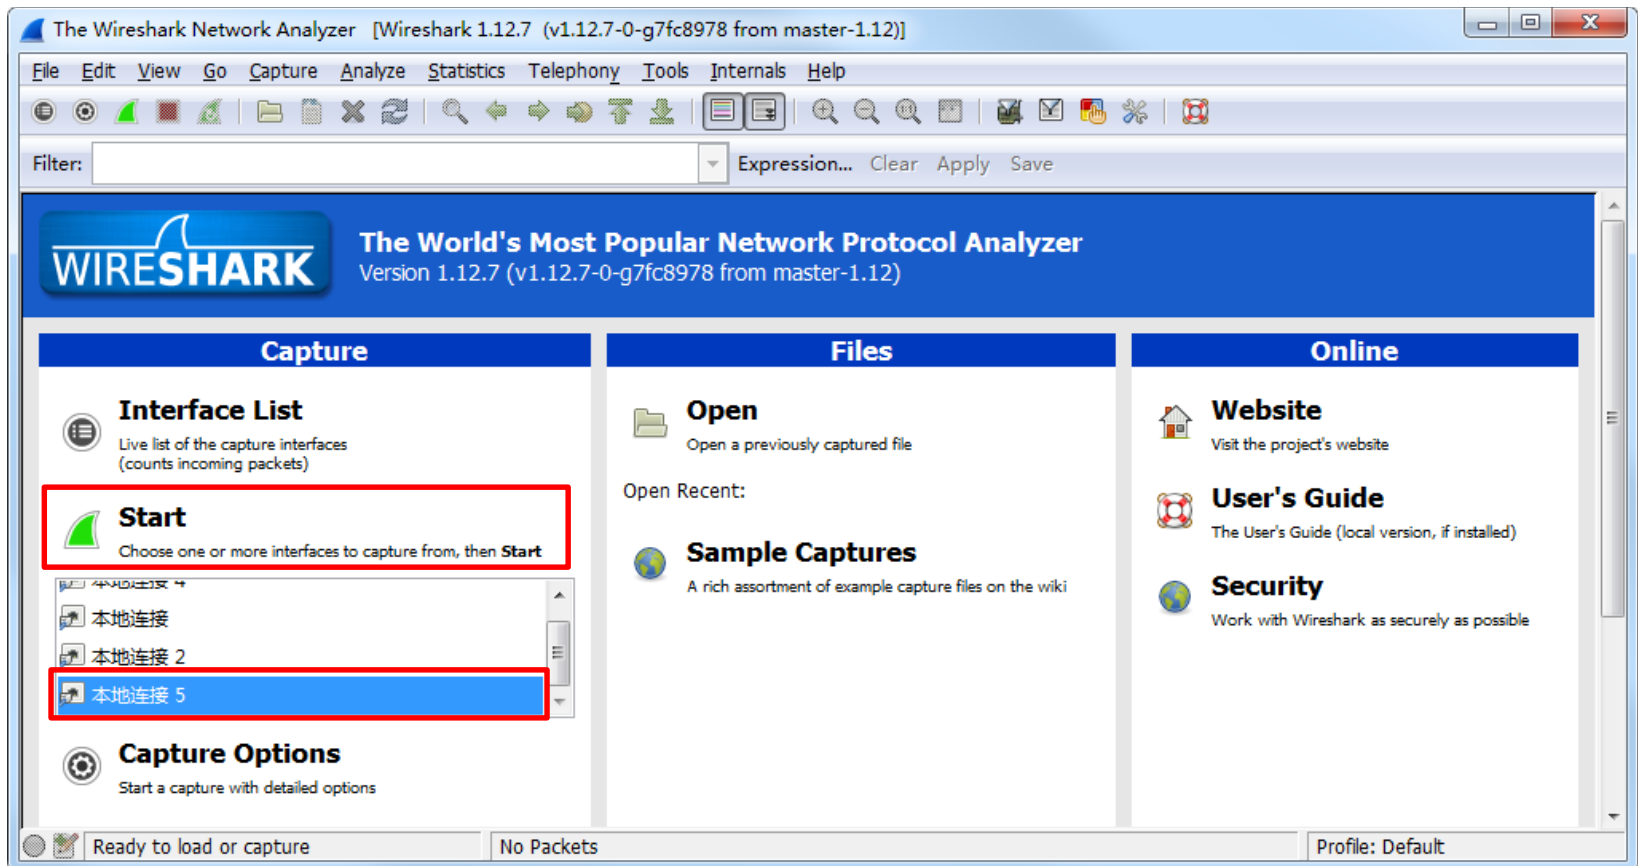 The Wireshark Network Analyzer [Wireshark 1.12.7 (v1.12.7-0-g7fc8978 from master-1.12)]
File Edit View Go Capture Analyze Statistics Telephony Tools Internals Help
Filter: Expression... Clear Apply Save
WIRESHARK
The World's Most Popular Network Protocol Analyzer
Version 1.12.7 (v1.12.7-0-g7fc8978 from master-1.12)
Capture
Interface List
Live list of the capture interfaces
(counts incoming packets)
Start
Choose one or more interfaces to capture from, then Start
本地连接 4
本地连接
本地连接 2
本地连接 5
Capture Options
Start a capture with detailed options
Files
Open
Open a previously captured file
Open Recent:
Sample Captures
A rich assortment of example capture files on the wiki
Online
Website
Visit the project's website
User's Guide
The User's Guide (local version, if installed)
Security
Work with Wireshark as securely as possible
Ready to load or capture
No Packets
Profile: Default